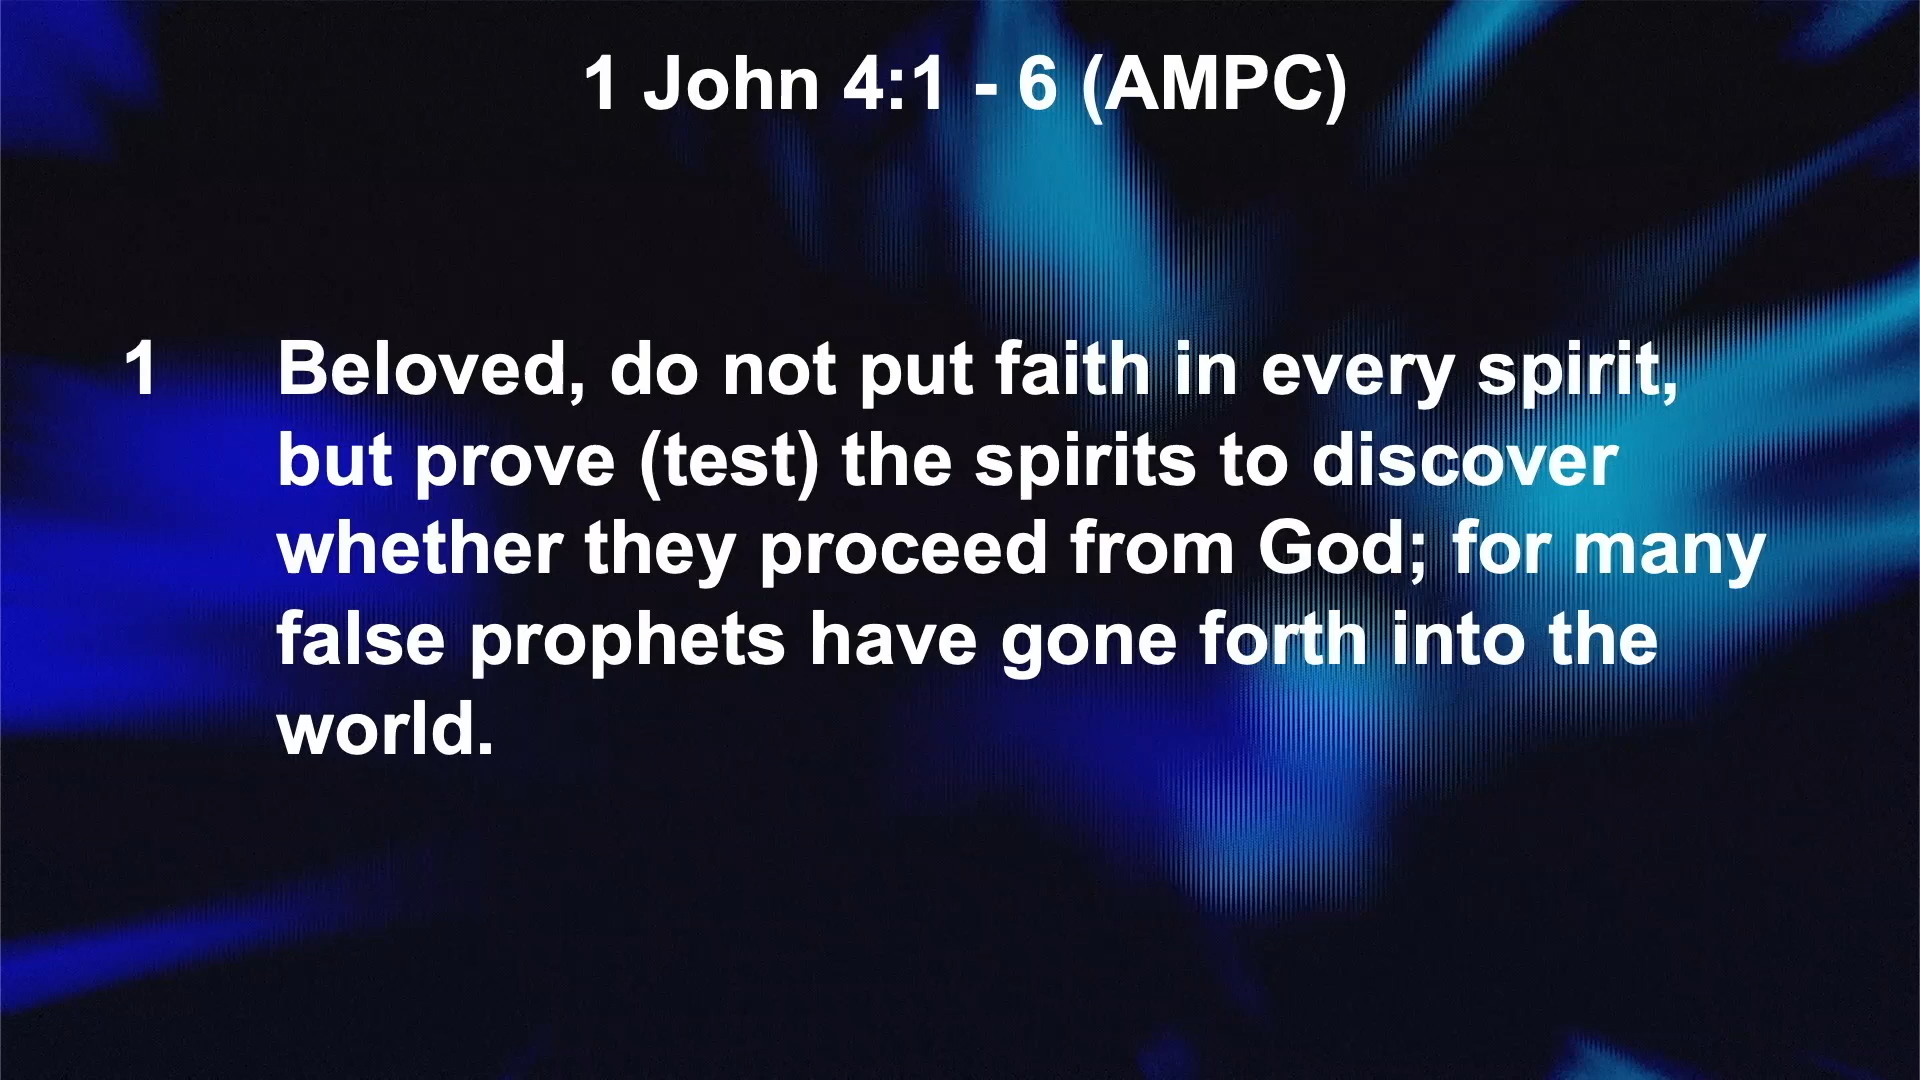 1 John 4:1 - 6 (AMPC)
1 Beloved, do not put faith in every spirit,
but prove (test) the spirits to discover
whether they proceed from God; for many
false prophets have gone forth into the
world.